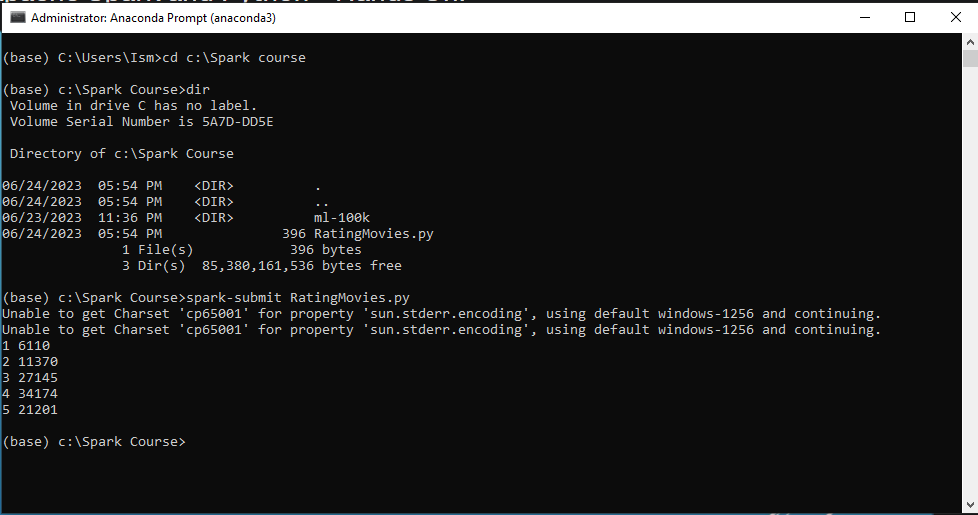 Administrator: Anaconda Prompt (anaconda3)
(base) C:\Users\Ism>cd c:\Spark course
(base) c:\Spark Course>dir
 Volume in drive C has no label.
 Volume Serial Number is 5A7D-DD5E
 Directory of c:\Spark Course
06/24/2023  05:54 PM    <DIR>          .
06/24/2023  05:54 PM    <DIR>          ..
06/23/2023  11:36 PM    <DIR>          ml-100k
06/24/2023  05:54 PM               396 RatingMovies.py
               1 File(s)            396 bytes
               3 Dir(s)  85,380,161,536 bytes free
(base) c:\Spark Course>spark-submit RatingMovies.py
Unable to get Charset 'cp65001' for property 'sun.stderr.encoding', using default windows-1256 and continuing.
Unable to get Charset 'cp65001' for property 'sun.stderr.encoding', using default windows-1256 and continuing.
1 6110
2 11370
3 27145
4 34174
5 21201
(base) c:\Spark Course>